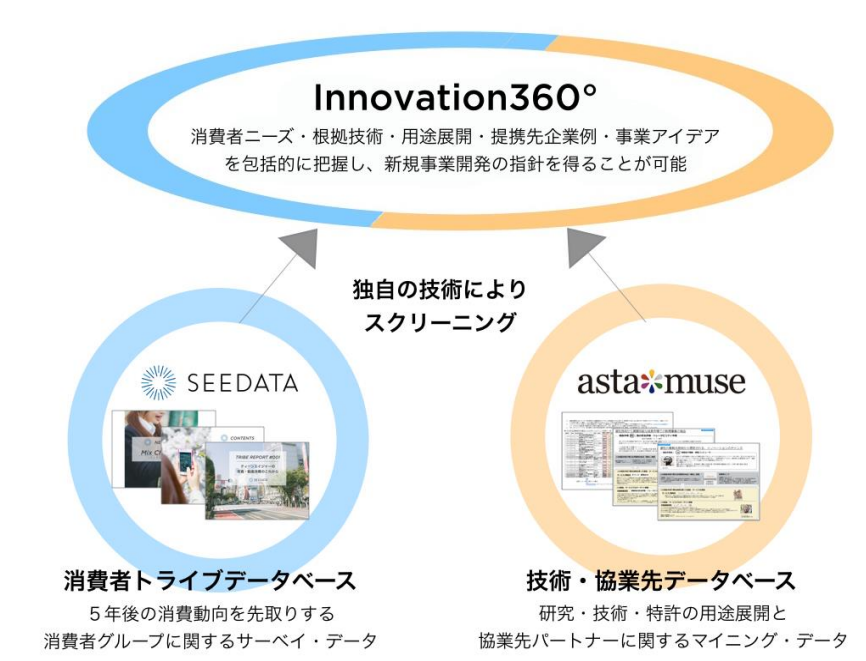 Innovation360°
消費者ニーズ・根拠技術・用途展開・提携先企業例・事業アイデア
を包括的に把握し、新規事業開発の指針を得ることが可能
独自の技術により
スクリーニング
SEEDATA
CONTENTS
TRIBE REPORT
asta muse
消費者トライブデータベース
5年後の消費動向を先取りする
消費者グループに関するサーベイ・データ
技術・協業先データベース
研究・技術・特許の用途展開と
協業先パートナーに関するマイニング・データ